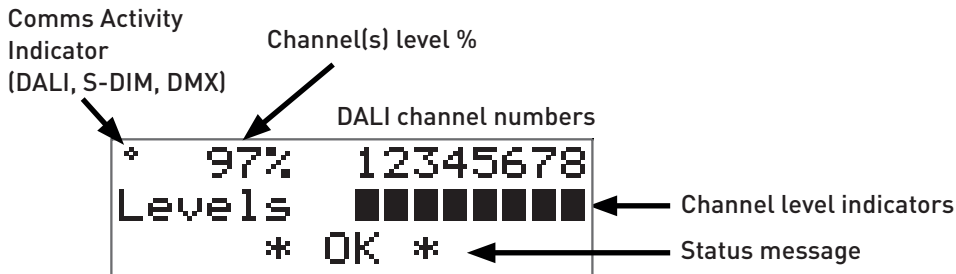 Comms Activity
Indicator
(DALI, S-DIM, DMX)
Channel(s) level %
DALI channel numbers
° 97% 12345678
Levels ████████
Channel level indicators
* OK *
Status message